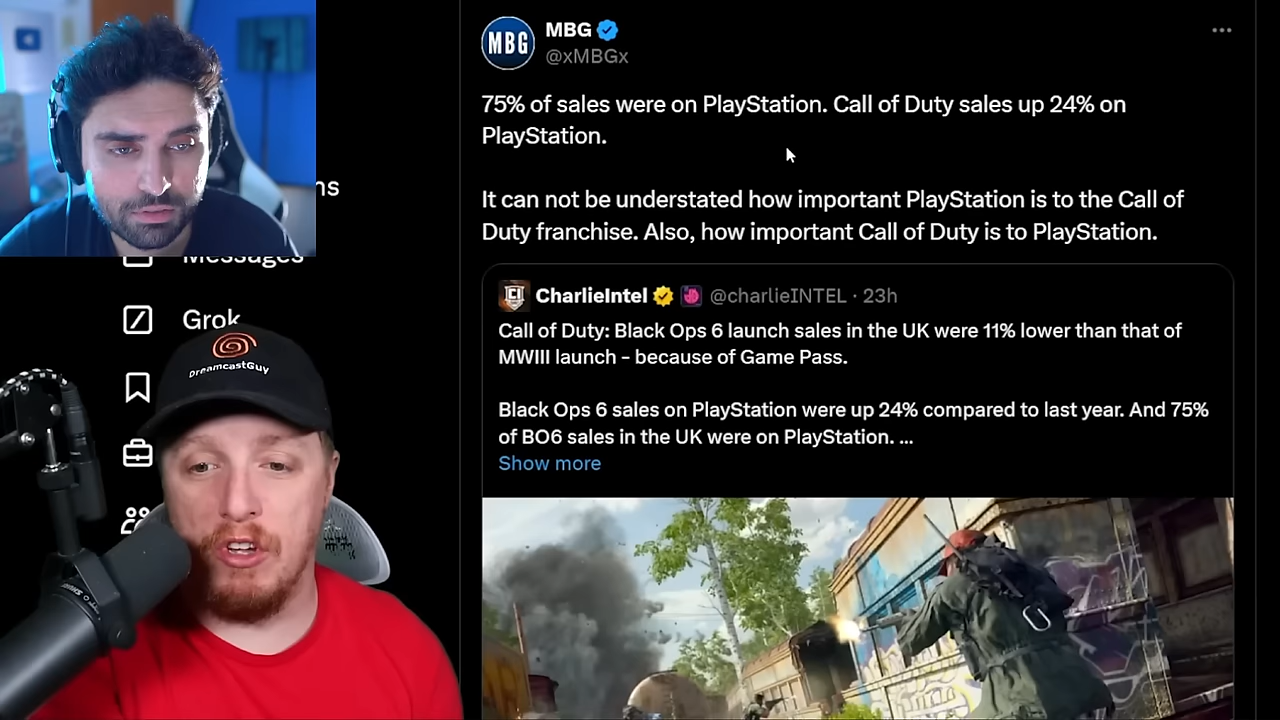 MBG
MBG
@xMBGx
75% of sales were on PlayStation. Call of Duty sales up 24% on
PlayStation.
It can not be understated how important PlayStation is to the Call of
Duty franchise. Also, how important Call of Duty is to PlayStation.
CharlieIntel @charlieINTEL · 23h
Call of Duty: Black Ops 6 launch sales in the UK were 11% lower than that of
MWIII launch – because of Game Pass.
Black Ops 6 sales on PlayStation were up 24% compared to last year. And 75%
of BO6 sales in the UK were on PlayStation. ...
Show more
ns
Messages
Grok
DreamcastGuy
CI